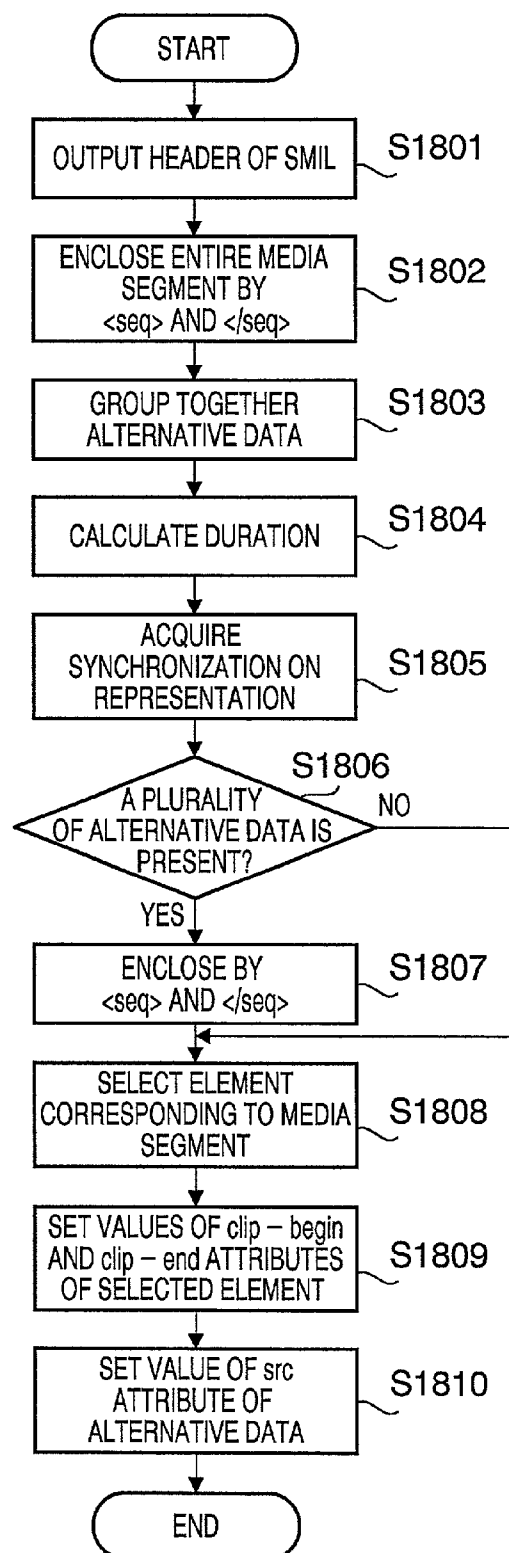 START
OUTPUT HEADER OF SMIL
S1801
ENCLOSE ENTIRE MEDIA
SEGMENT BY
<seq> AND </seq>
S1802
GROUP TOGETHER
ALTERNATIVE DATA
S1803
CALCULATE DURATION
S1804
ACQUIRE
SYNCHRONIZATION ON
REPRESENTATION
S1805
S1806
A PLURALITY
OF ALTERNATIVE DATA IS
PRESENT?
NO
YES
ENCLOSE BY
<seq> AND </seq>
S1807
SELECT ELEMENT
CORRESPONDING TO MEDIA
SEGMENT
S1808
SET VALUES OF clip – begin
AND clip – end ATTRIBUTES
OF SELECTED ELEMENT
S1809
SET VALUE OF src
ATTRIBUTE OF
ALTERNATIVE DATA
S1810
END